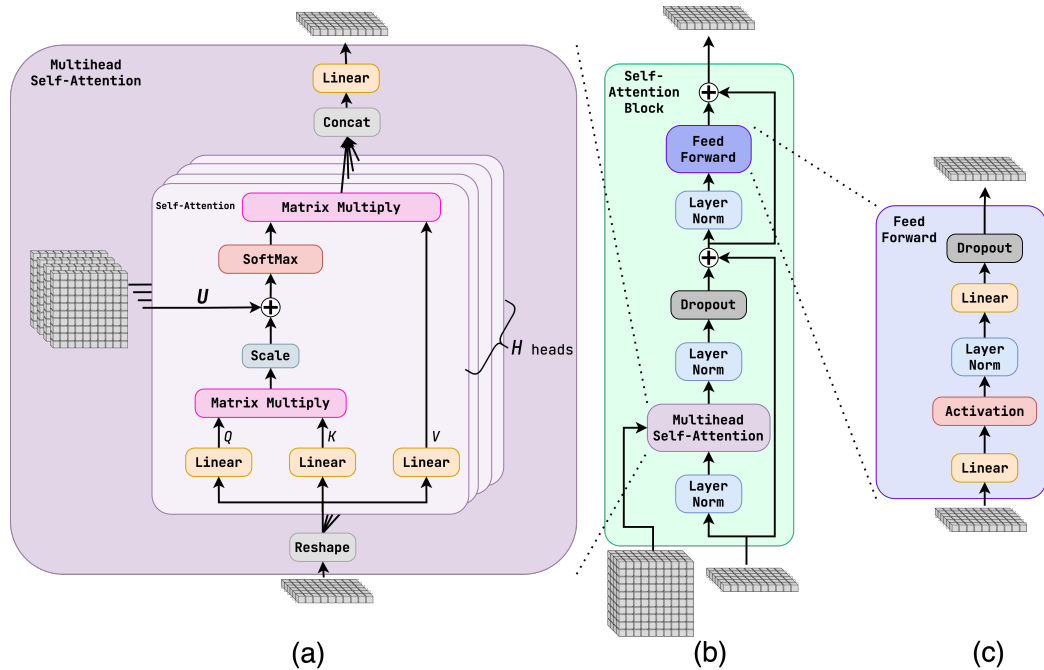 Multihead
Self-Attention
Linear
Concat
Self-Attention
Matrix Multiply
SoftMax
U
+
Scale
H heads
Matrix Multiply
Q
K
V
Linear
Linear
Linear
Reshape
(a)
Self-
Attention
Block
+
Feed
Forward
Layer
Norm
+
Dropout
Layer
Norm
Multihead
Self-Attention
Layer
Norm
(b)
Feed
Forward
Dropout
Linear
Layer
Norm
Activation
Linear
(c)